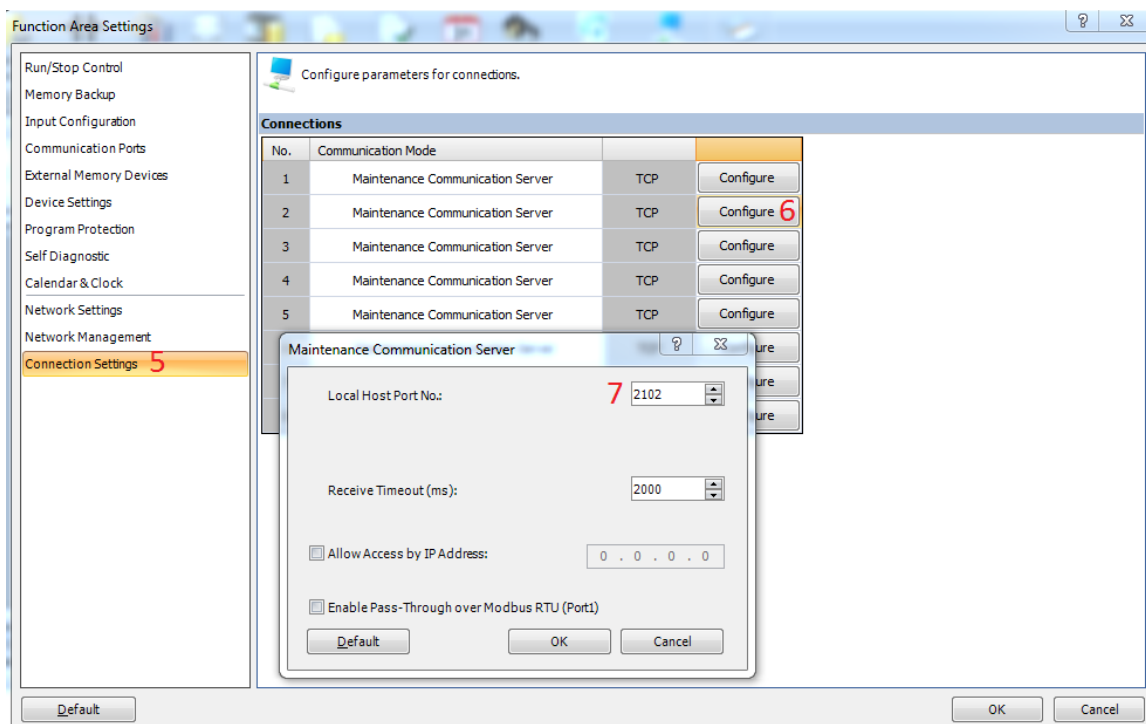 Function Area Settings
Run/Stop Control
Memory Backup
Input Configuration
Communication Ports
External Memory Devices
Device Settings
Program Protection
Self Diagnostic
Calendar & Clock
Network Settings
Network Management
Connection Settings 5
Configure parameters for connections.
Connections
No. Communication Mode
1 Maintenance Communication Server TCP Configure
2 Maintenance Communication Server TCP Configure 6
3 Maintenance Communication Server TCP Configure
4 Maintenance Communication Server TCP Configure
5 Maintenance Communication Server TCP Configure
ure
ure
ure
Maintenance Communication Server
Local Host Port No.: 7 2102
Receive Timeout (ms): 2000
Allow Access by IP Address: 0 . 0 . 0 . 0
Enable Pass-Through over Modbus RTU (Port1)
Default OK Cancel
Default OK Cancel